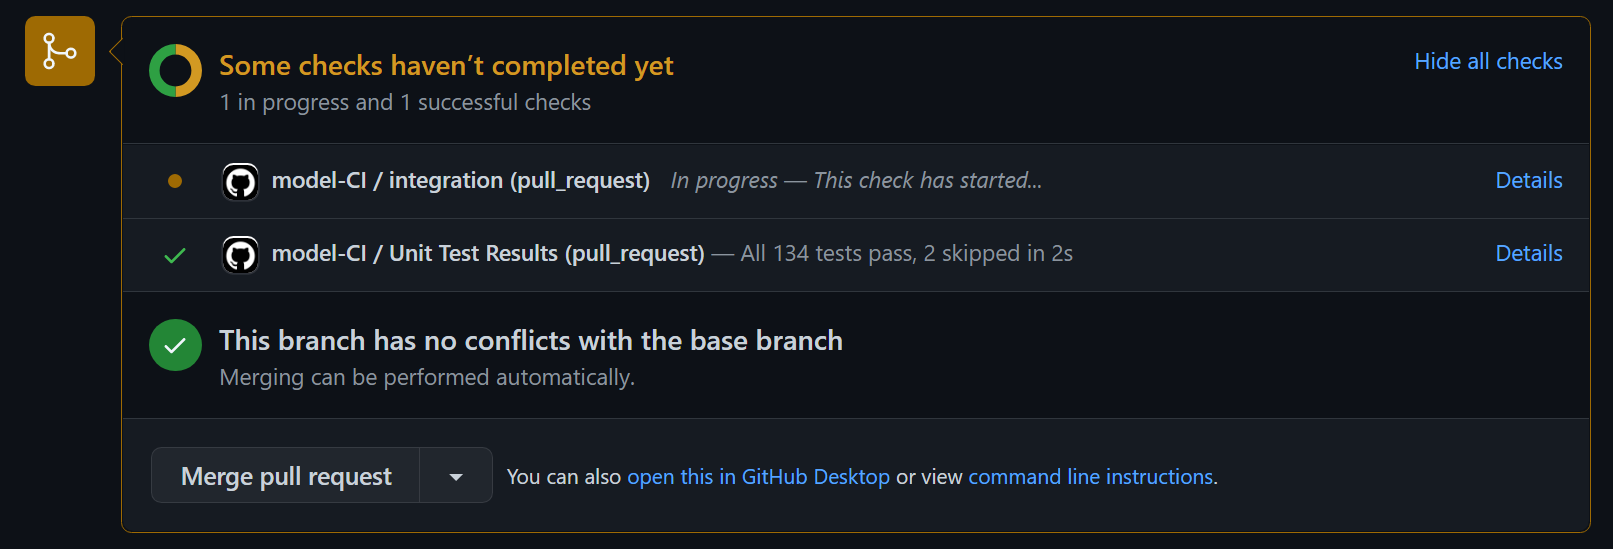 Some checks haven’t completed yet
Hide all checks
1 in progress and 1 successful checks
model-CI / integration (pull_request) In progress — This check has started... Details
model-CI / Unit Test Results (pull_request) — All 134 tests pass, 2 skipped in 2s Details
This branch has no conflicts with the base branch
Merging can be performed automatically.
Merge pull request You can also open this in GitHub Desktop or view command line instructions.